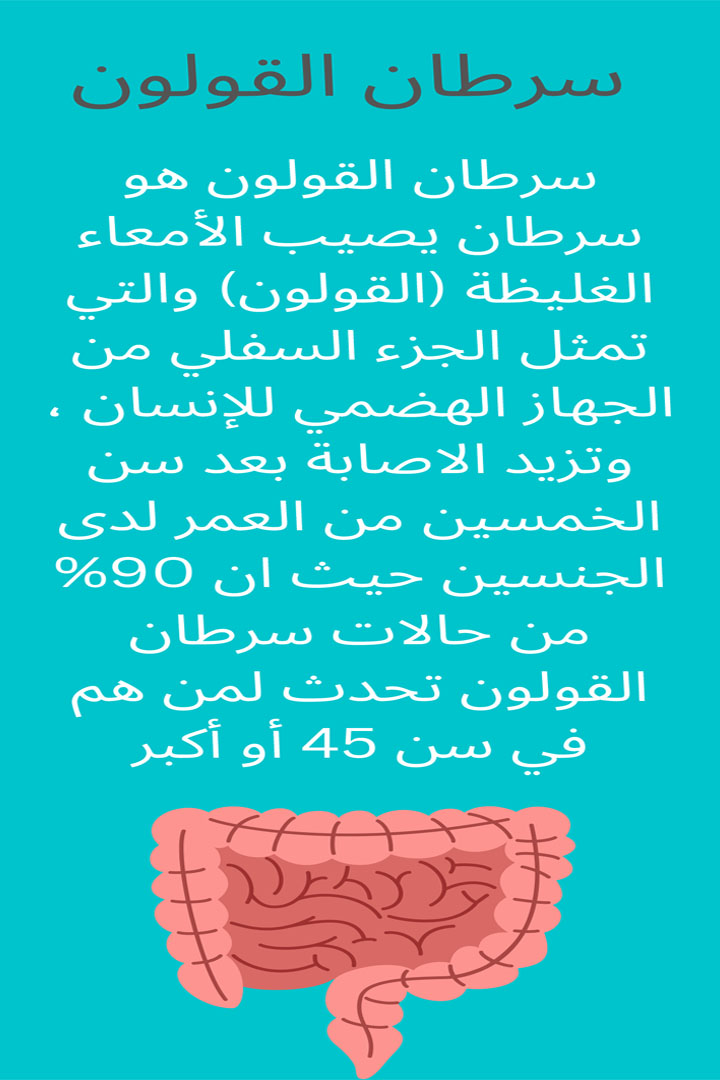 سرطان القولون
سرطان القولون هو
سرطان يصيب الأمعاء
الغليظة (القولون) والتي
تمثل الجزء السفلي من
الجهاز الهضمي للإنسان ،
وتزيد الاصابة بعد سن
الخمسين من العمر لدى
الجنسين حيث ان 90%
من حالات سرطان
القولون تحدث لمن هم
في سن 45 أو أكبر